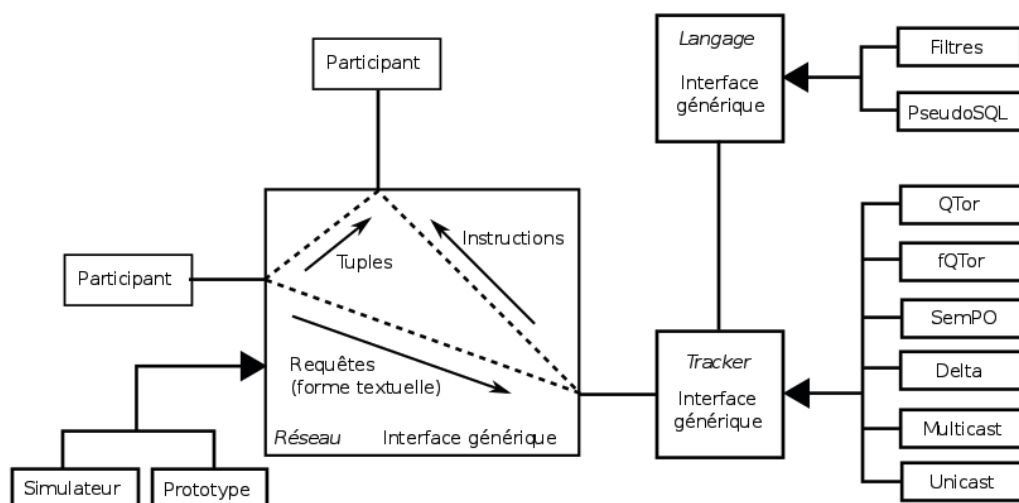 Participant
Langage
Interface
générique
Filtres
PseudoSQL
Participant
Tuples
Instructions
Requêtes
(forme textuelle)
Réseau Interface générique
Simulateur
Prototype
Tracker
Interface
générique
QTor
fQTor
SemPO
Delta
Multicast
Unicast